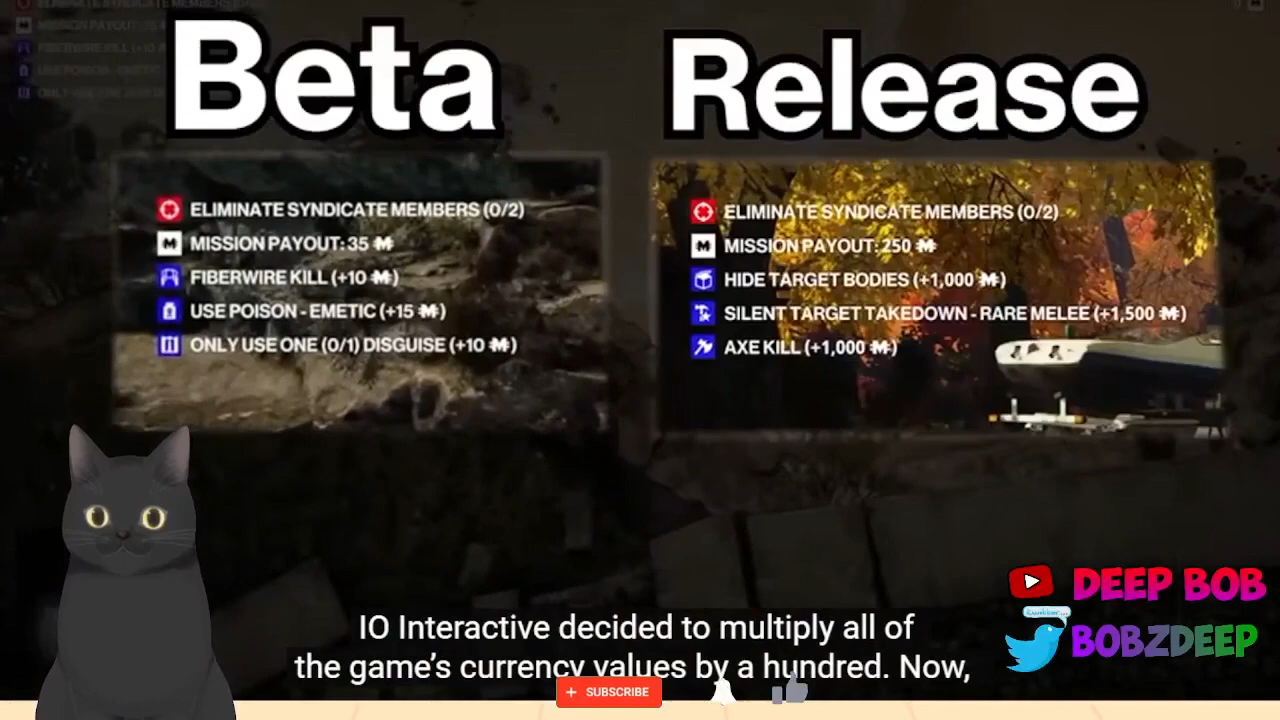 Beta
Release
ELIMINATE SYNDICATE MEMBERS (0/2)
MISSION PAYOUT: 35
FIBERWIRE KILL (+10 )
USE POISON - EMETIC (+15 )
ONLY USE ONE (0/1) DISGUISE (+10 )
ELIMINATE SYNDICATE MEMBERS (0/2)
MISSION PAYOUT: 250
HIDE TARGET BODIES (+1,000 )
SILENT TARGET TAKEDOWN - RARE MELEE (+1,500 )
AXE KILL (+1,000 )
DEEP BOB
BOBZDEEP
IO Interactive decided to multiply all of
the game's currency values by a hundred. Now,
SUBSCRIBE